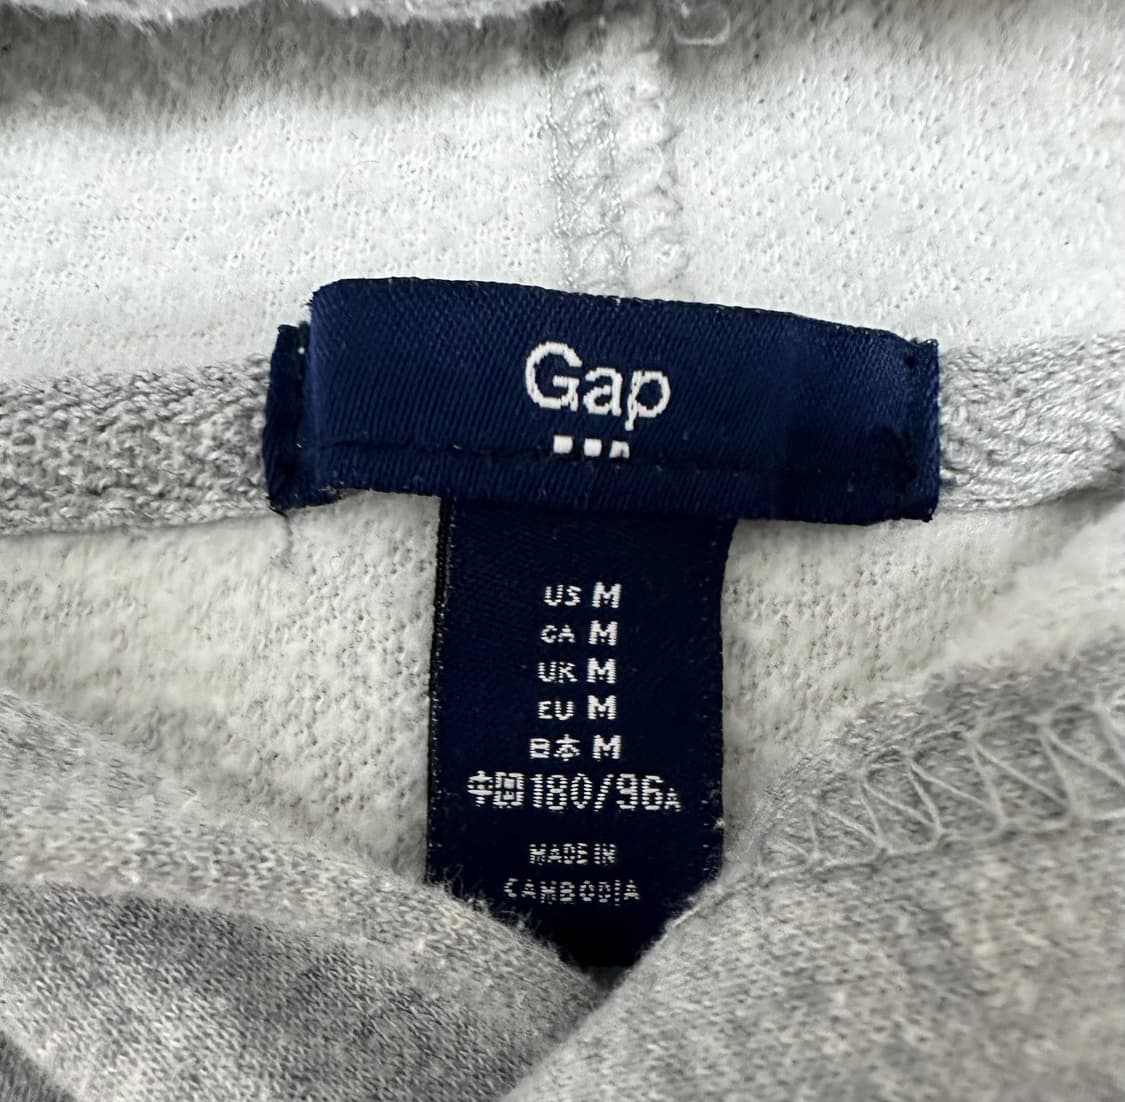 Gap
US M
CA M
UK M
EU M
日本 M
中国 180/96A
MADE IN
CAMBODIA